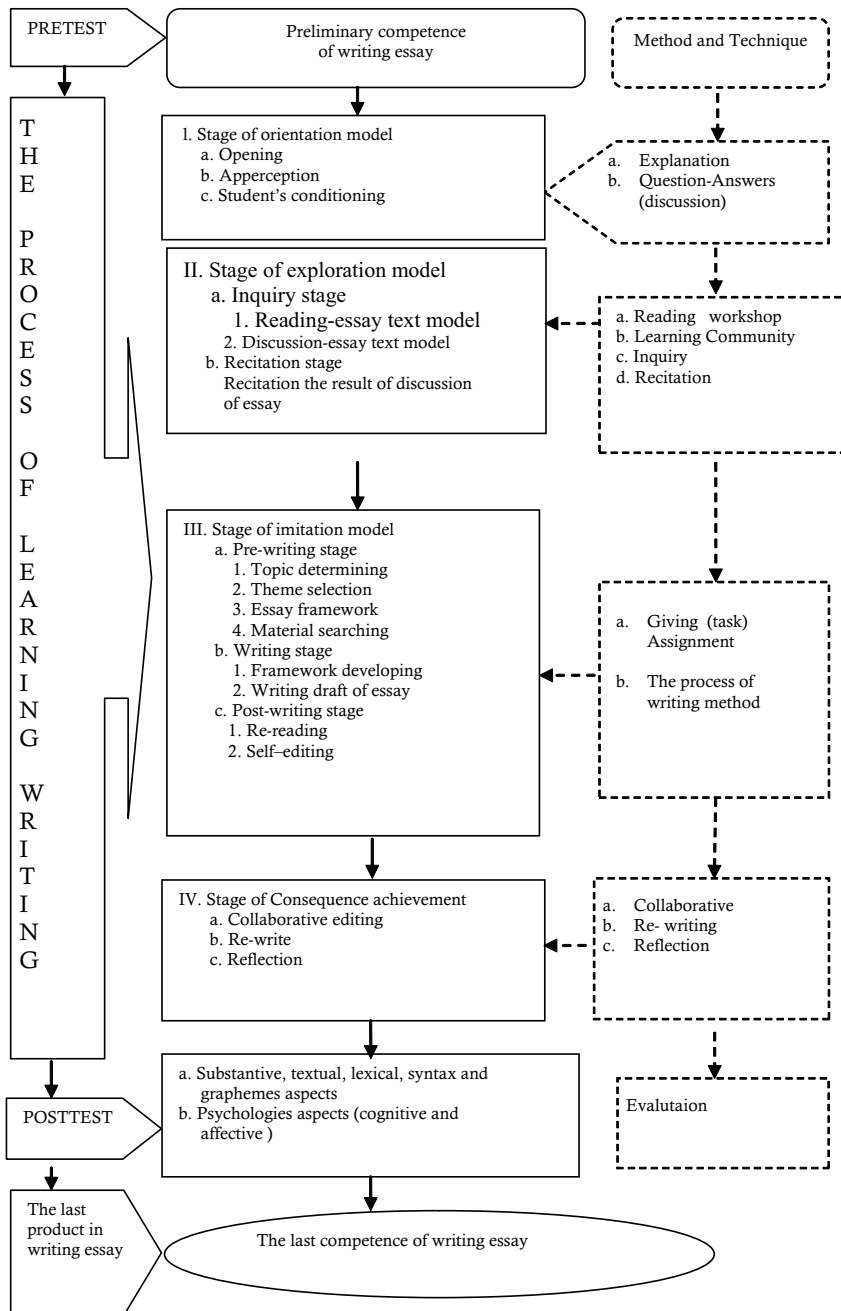 PRETEST
Preliminary competence
of writing essay
Method and Technique
THE PROCESS OF LEARNING WRITING
I. Stage of orientation model
a. Opening
b. Apperception
c. Student's conditioning
a. Explanation
b. Question-Answers
(discussion)
II. Stage of exploration model
a. Inquiry stage
1. Reading-essay text model
2. Discussion-essay text model
b. Recitation stage
Recitation the result of discussion
of essay
a. Reading workshop
b. Learning Community
c. Inquiry
d. Recitation
III. Stage of imitation model
a. Pre-writing stage
1. Topic determining
2. Theme selection
3. Essay framework
4. Material searching
b. Writing stage
1. Framework developing
2. Writing draft of essay
c. Post-writing stage
1. Re-reading
2. Self–editing
a. Giving (task)
Assignment
b. The process of
writing method
IV. Stage of Consequence achievement
a. Collaborative editing
b. Re-write
c. Reflection
a. Collaborative
b. Re- writing
c. Reflection
POSTTEST
a. Substantive, textual, lexical, syntax and
graphemes aspects
b. Psychologies aspects (cognitive and
affective )
Evalutaion
The last
product in
writing essay
The last competence of writing essay